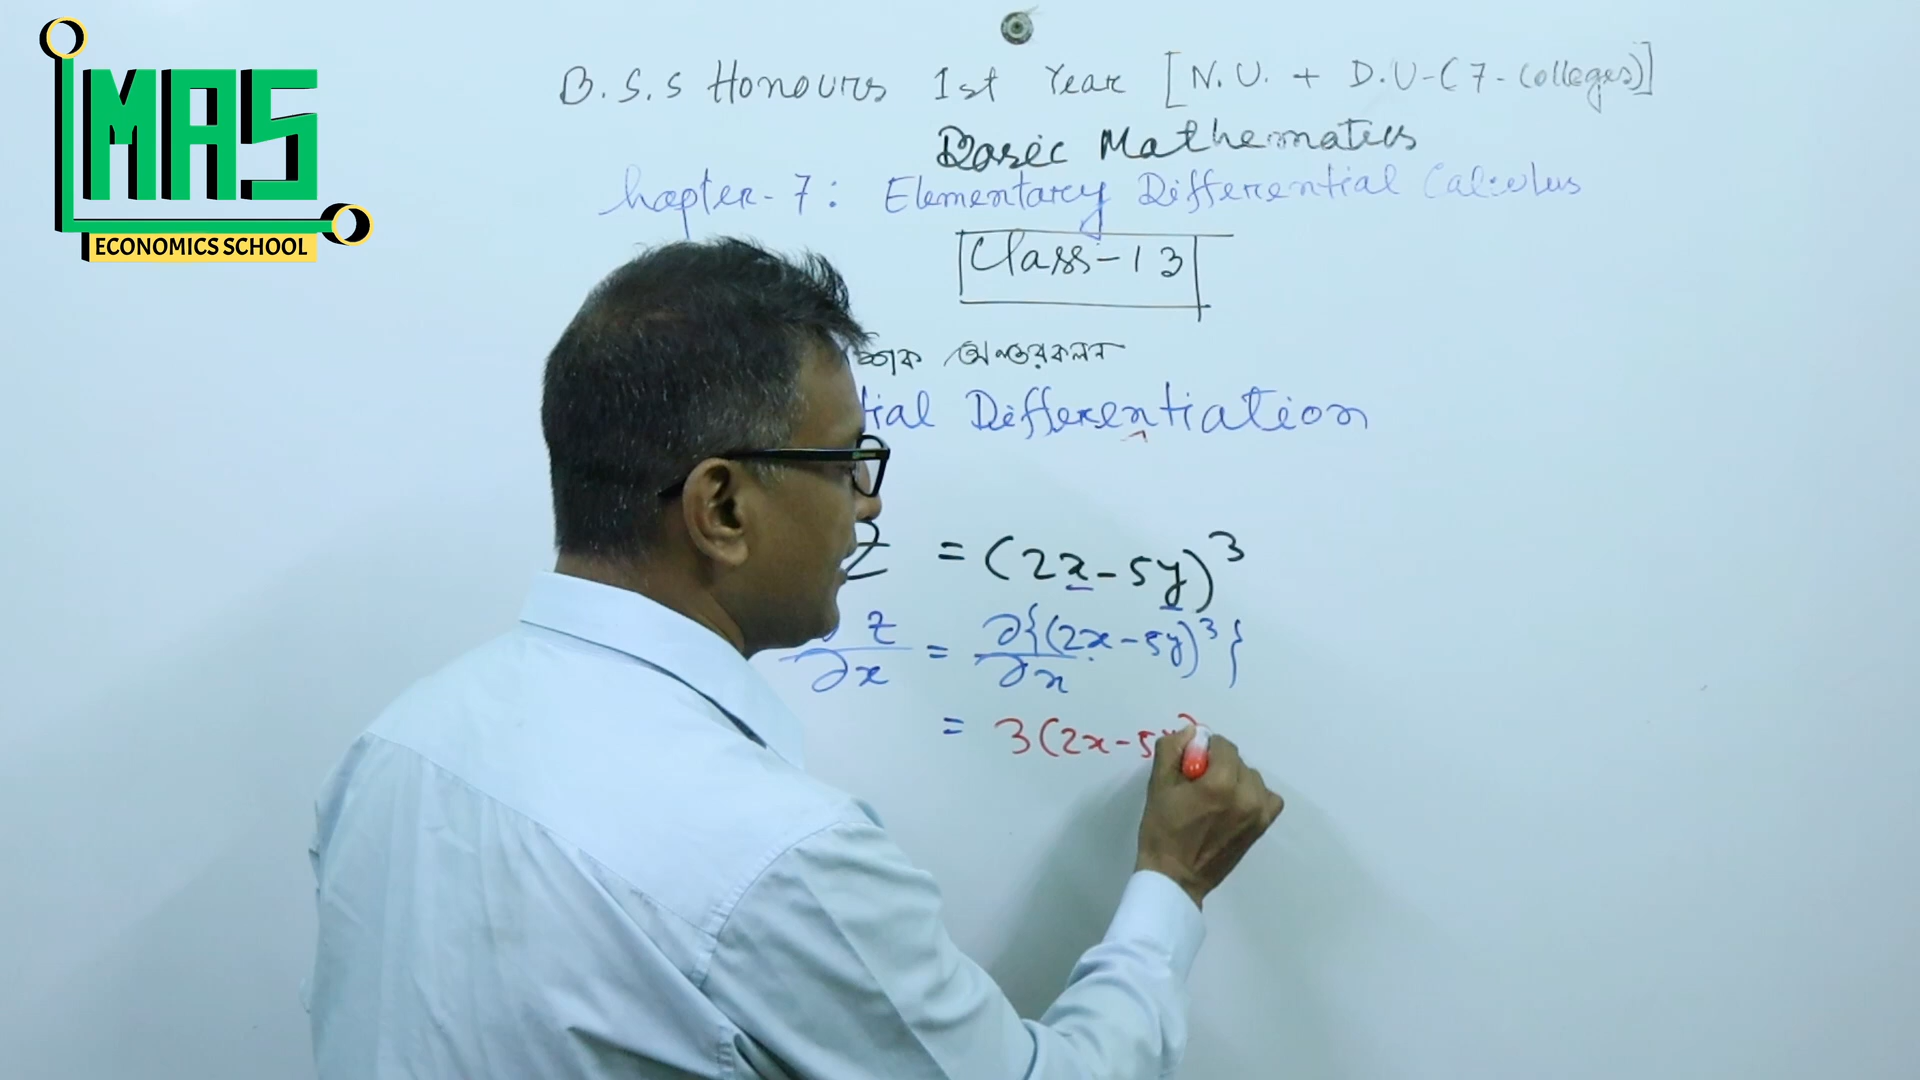 MAS
ECONOMICS SCHOOL
B.S.S Honours 1st Year [N.U. + D.U-(7-Colleges)]
Basic Mathematics
hapter-7: Elementary Differential Calculus
Class-13
শিক অন্তরকলন
tial Differentiation
Z = (2x-5y)^3
∂z/∂x = ∂{(2x-5y)^3}/∂x
= 3(2x-5y)